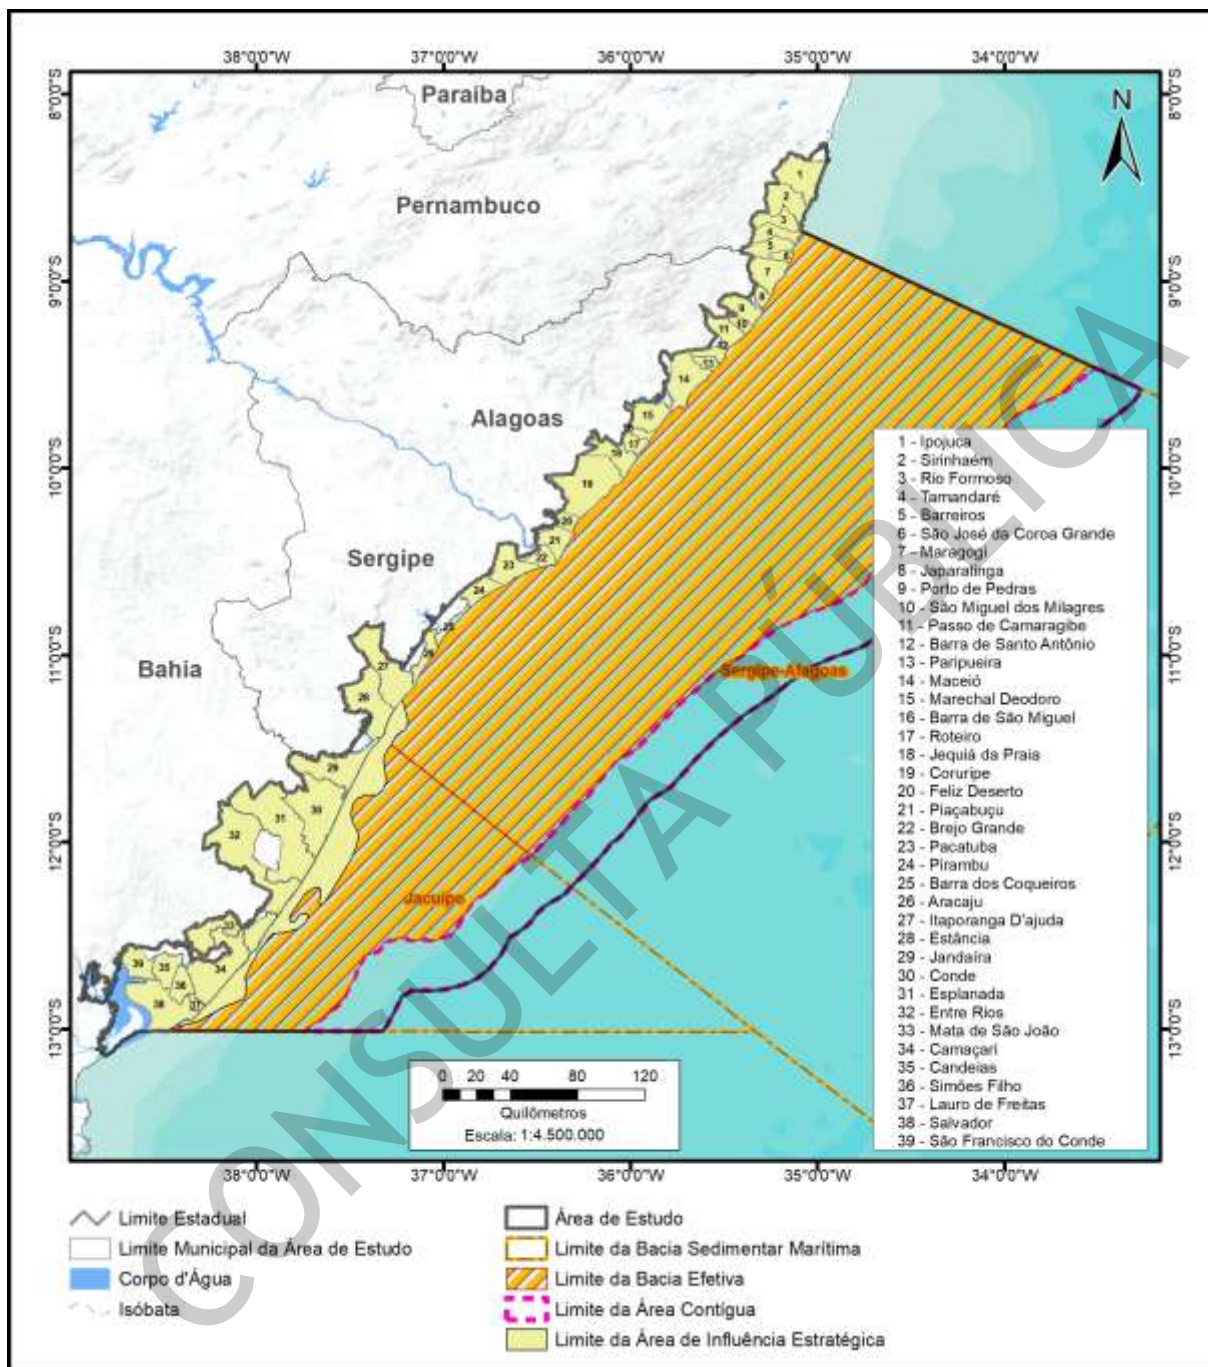 38°0'0"W 37°0'0"W 36°0'0"W 35°0'0"W 34°0'0"W
8°0'0"S 8°0'0"S
Paraíba
N
Pernambuco
9°0'0"S 9°0'0"S
Alagoas
10°0'0"S 10°0'0"S
Sergipe
Bahia
11°0'0"S 11°0'0"S
Sergipe-Alagoas
12°0'0"S 12°0'0"S
Jacuípe
13°0'0"S 13°0'0"S
1 - Ipojuca
2 - Sirinhaém
3 - Rio Formoso
4 - Tamandaré
5 - Barreiros
6 - São José da Coroa Grande
7 - Maragogi
8 - Japaratinga
9 - Porto de Pedras
10 - São Miguel dos Milagres
11 - Passo de Camaragibe
12 - Barra de Santo Antônio
13 - Paripueira
14 - Maceió
15 - Marechal Deodoro
16 - Barra de São Miguel
17 - Roteiro
18 - Jequiá da Praia
19 - Coruripe
20 - Feliz Deserto
21 - Piaçabuçu
22 - Brejo Grande
23 - Pacatuba
24 - Pirambu
25 - Barra dos Coqueiros
26 - Aracaju
27 - Itaporanga D'ajuda
28 - Estância
29 - Jandaíra
30 - Conde
31 - Esplanada
32 - Entre Rios
33 - Mata de São João
34 - Camaçari
35 - Candeias
36 - Simões Filho
37 - Lauro de Freitas
38 - Salvador
39 - São Francisco do Conde
0 20 40 80 120
Quilômetros
Escala: 1:4.500.000
38°0'0"W 37°0'0"W 36°0'0"W 35°0'0"W 34°0'0"W
Limite Estadual
Limite Municipal da Área de Estudo
Corpo d'Água
Isóbata
Área de Estudo
Limite da Bacia Sedimentar Marítima
Limite da Bacia Efetiva
Limite da Área Contígua
Limite da Área de Influência Estratégica
CONSULTA PÚBLICA